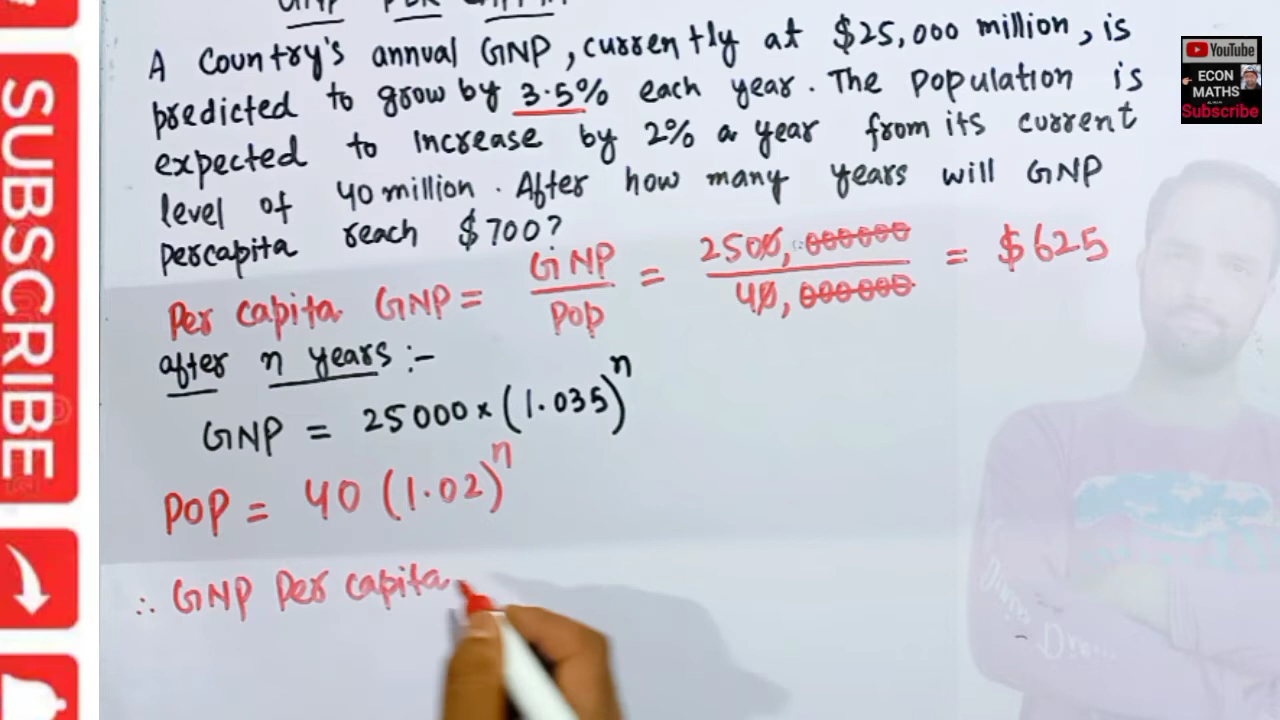 A Country's annual GNP, currently at $25,000 million, is
predicted to grow by 3.5% each year. The population is
expected to Increase by 2% a year from its current
level of 40 million. After how many years will GNP
percapita reach $700?
Per capita GNP = GNP / POP = 2500,000000 / 40,000000 = $625
after n years :-
GNP = 25000 × (1.035)^n
POP = 40 (1.02)^n
∴ GNP Per capita
SUBSCRIBE
YouTube
ECON
MATHS
Subscribe